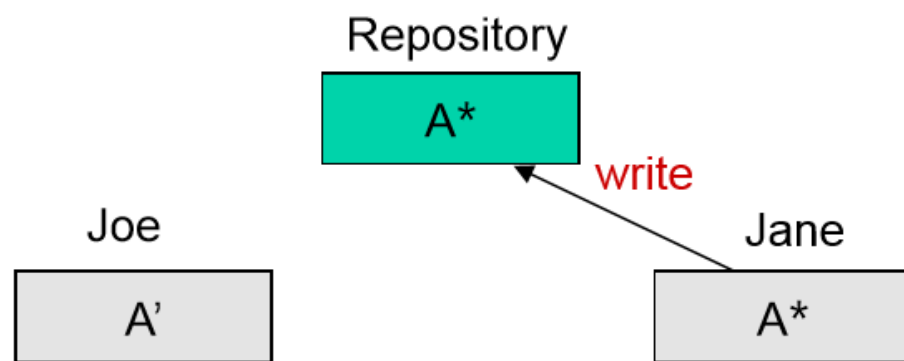 Repository
A*
write
Joe
Jane
A’
A*